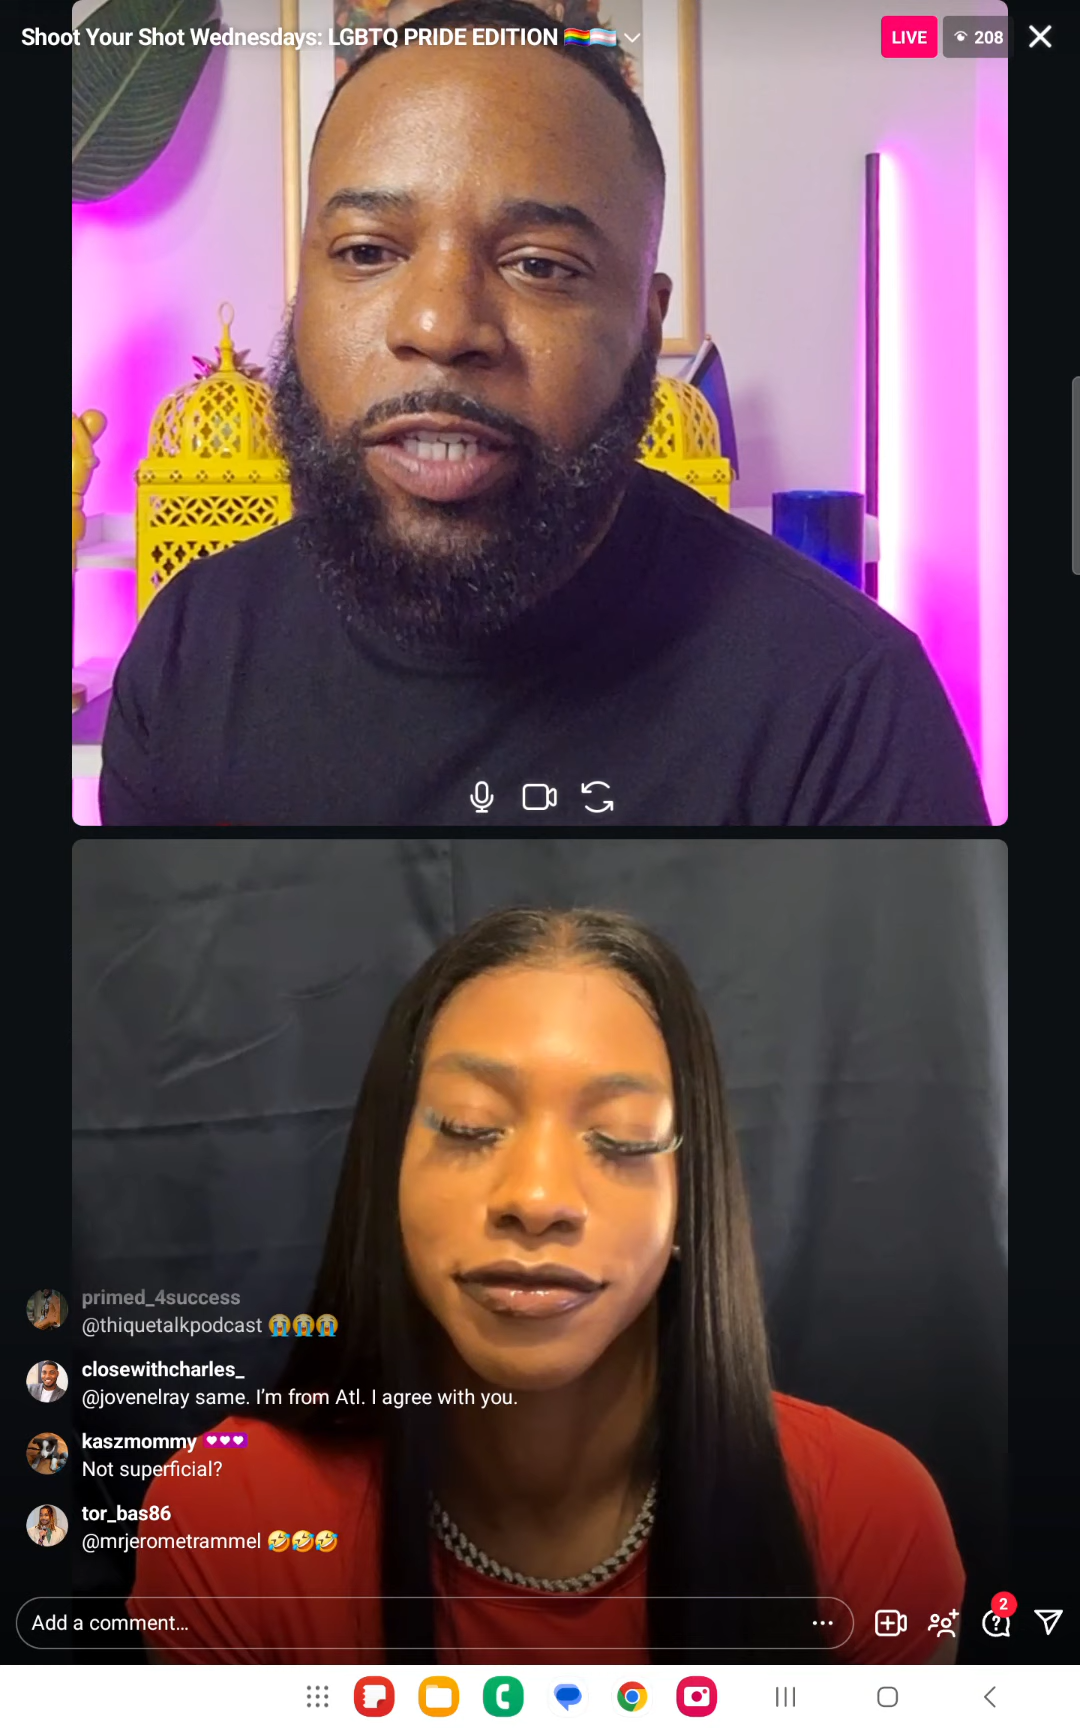 Shoot Your Shot Wednesdays: LGBTQ PRIDE EDITION 🏳️‍🌈🏳️‍⚧️
LIVE
208
primed_4success
@thiquetalkpodcast 😭😭😭
closewithcharles_
@jovenelray same. I’m from Atl. I agree with you.
kaszmommy
Not superficial?
tor_bas86
@mrjerometrammel 🤣🤣🤣
Add a comment...
2